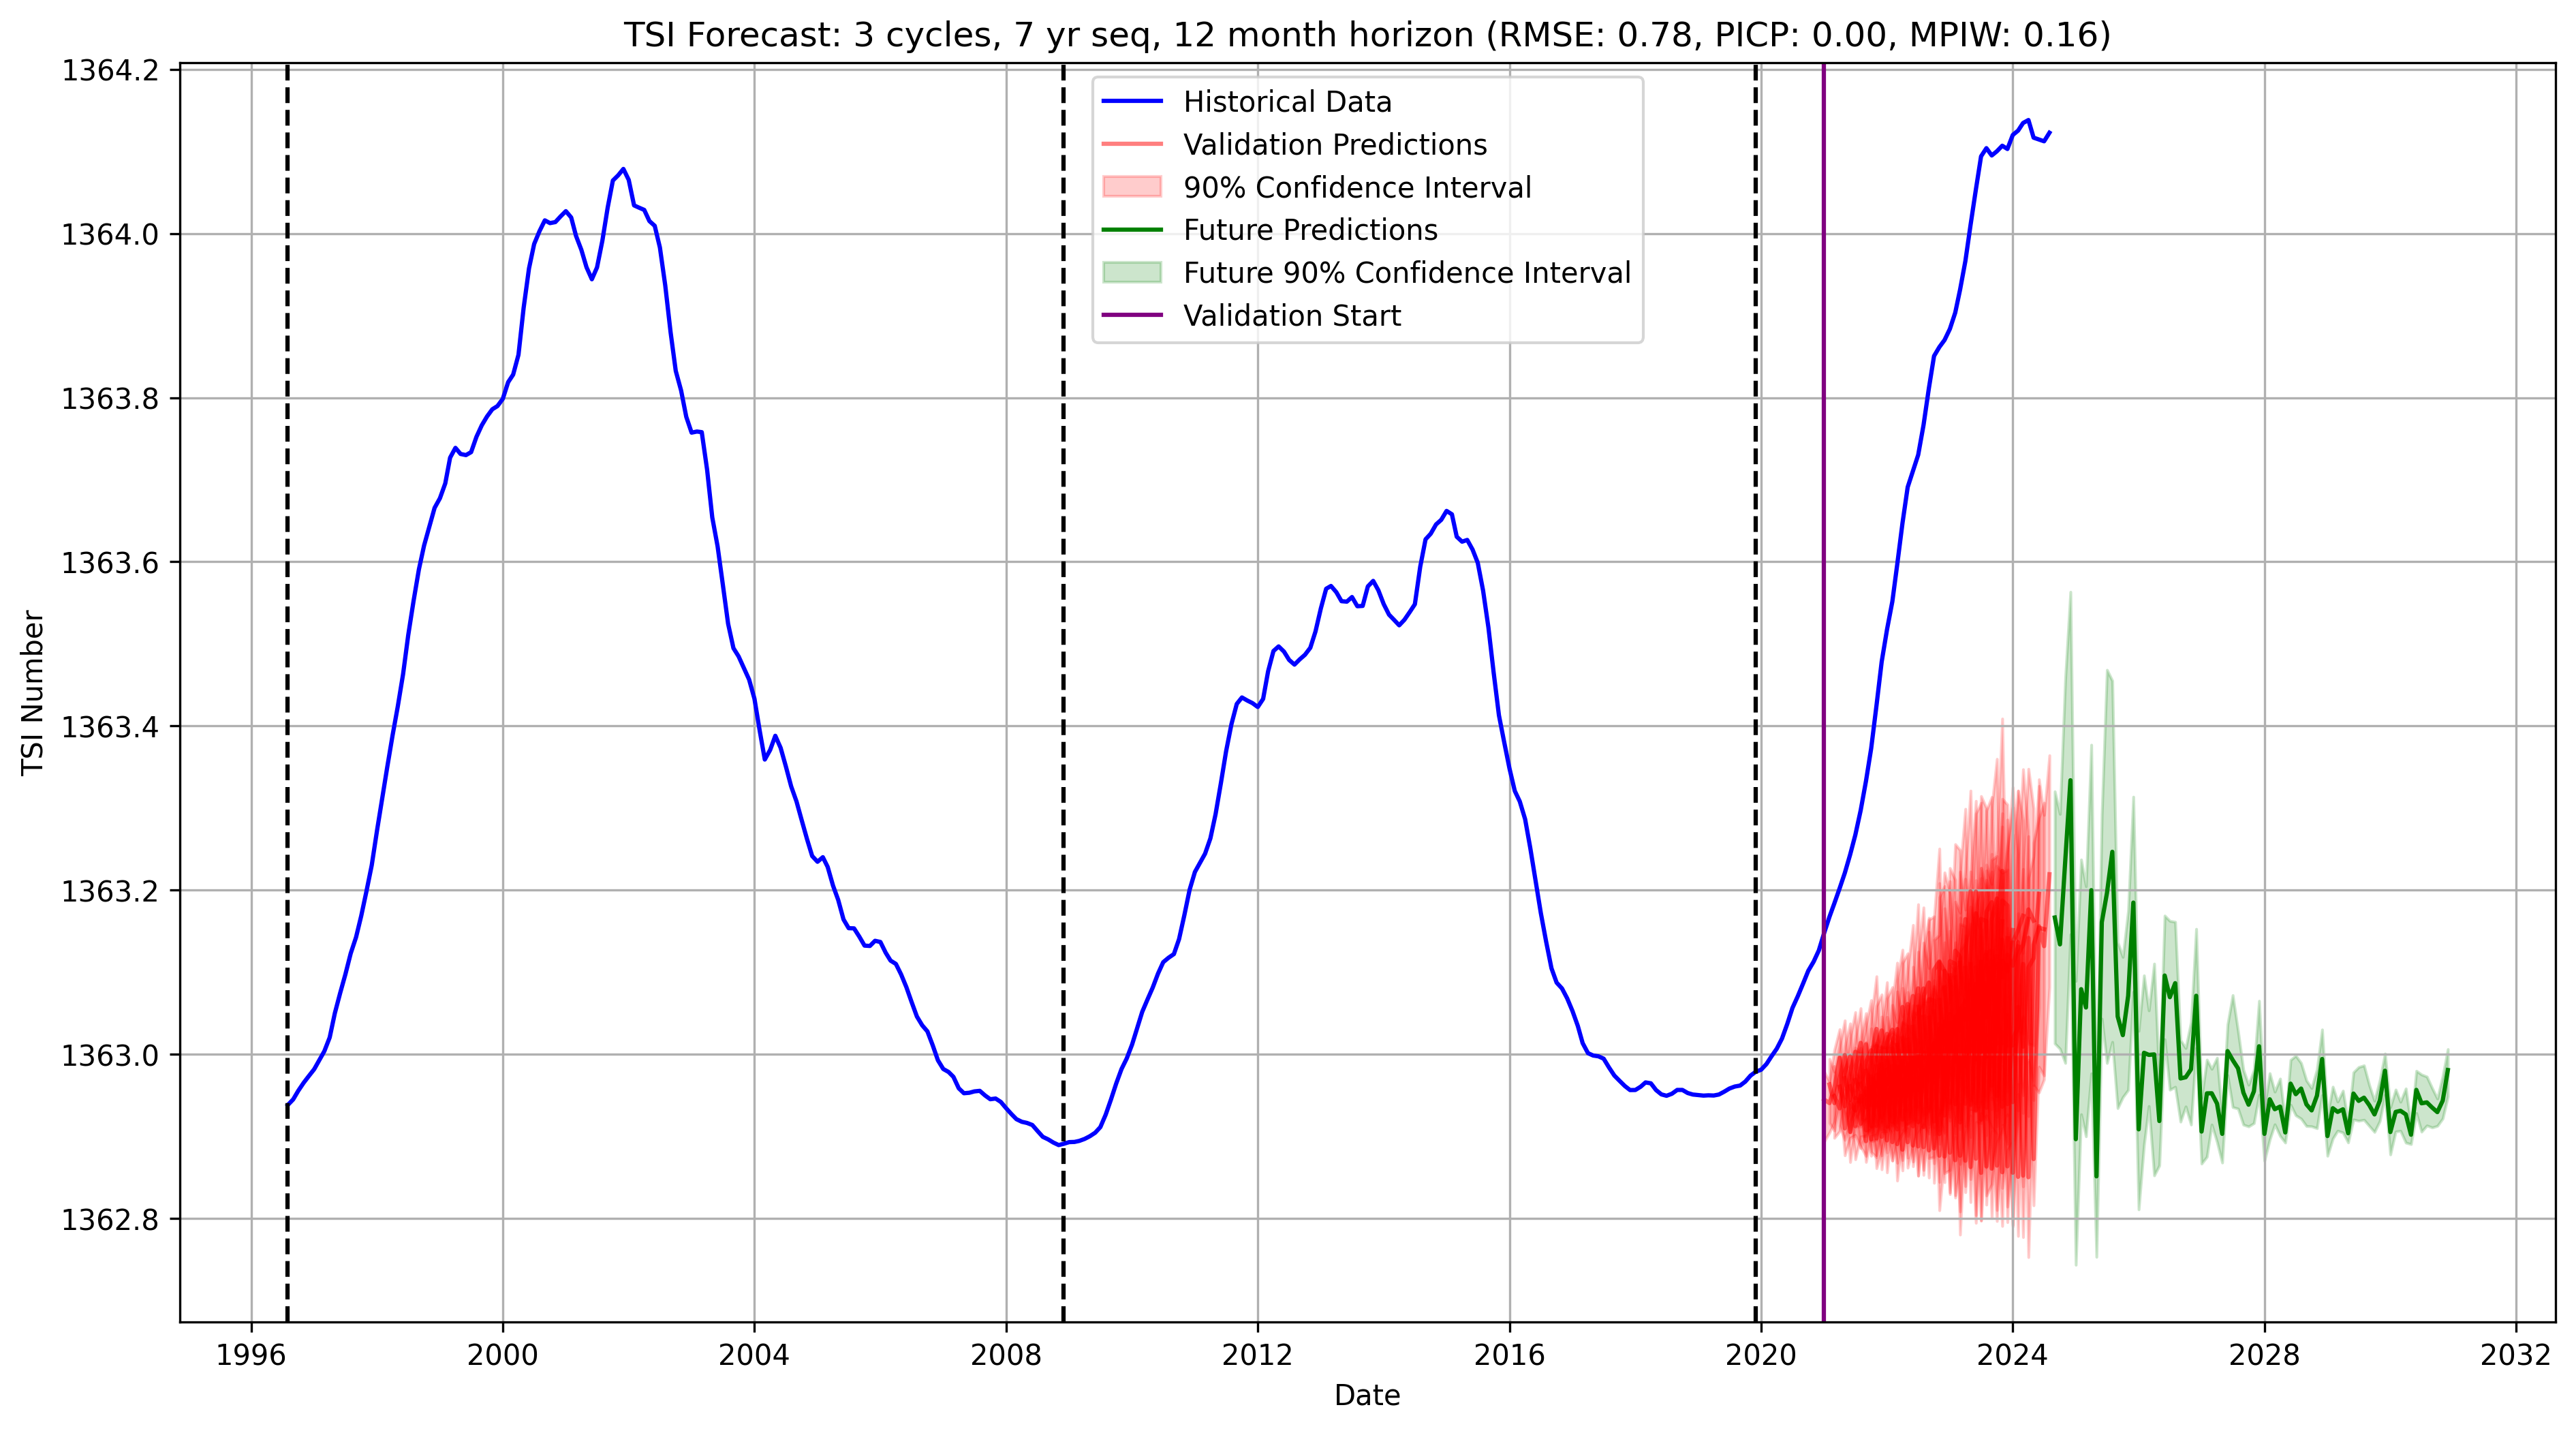 TSI Forecast: 3 cycles, 7 yr seq, 12 month horizon (RMSE: 0.78, PICP: 0.00, MPIW: 0.16)
1364.2
1364.0
1363.8
1363.6
1363.4
1363.2
1363.0
1362.8
TSI Number
Historical Data
Validation Predictions
90% Confidence Interval
Future Predictions
Future 90% Confidence Interval
Validation Start
1996 2000 2004 2008 2012 2016 2020 2024 2028 2032
Date